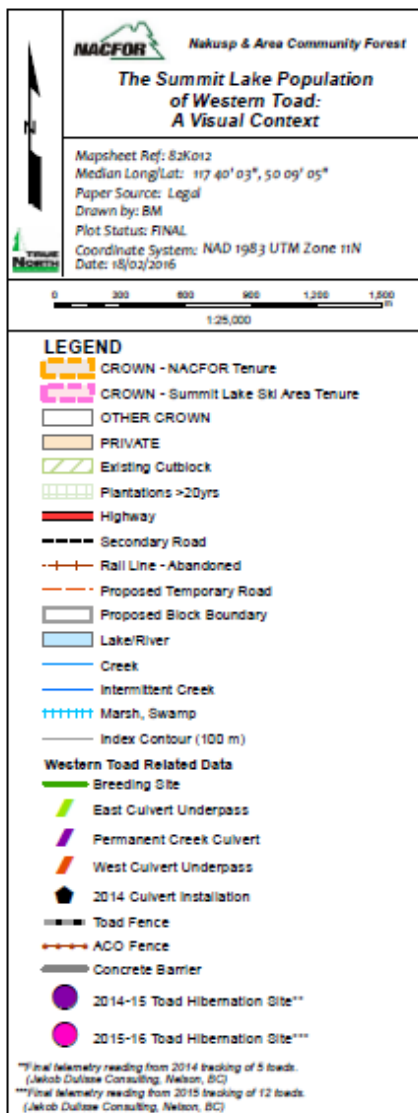 NACFOR Nakusp & Area Community Forest
The Summit Lake Population
of Western Toad:
A Visual Context
N
Mapsheet Ref: 82K012
Median Long/Lat: 117 40' 03", 50 09' 05"
Paper Source: Legal
Drawn by: BM
Plot Status: FINAL
Coordinate System: NAD 1983 UTM Zone 11N
Date: 18/02/2016
TRUE
NORTH
0 300 600 900 1,200 1,500
m
1:25,000
LEGEND
CROWN - NACFOR Tenure
CROWN - Summit Lake Ski Area Tenure
OTHER CROWN
PRIVATE
Existing Cutblock
Plantations >20yrs
Highway
Secondary Road
Rail Line - Abandoned
Proposed Temporary Road
Proposed Block Boundary
Lake/River
Creek
Intermittent Creek
Marsh, Swamp
Index Contour (100 m)
Western Toad Related Data
Breeding Site
East Culvert Underpass
Permanent Creek Culvert
West Culvert Underpass
2014 Culvert Installation
Toad Fence
ACO Fence
Concrete Barrier
2014-15 Toad Hibernation Site**
2015-16 Toad Hibernation Site***
**Final telemetry reading from 2014 tracking of 5 toads.
(Jakob Dulisse Consulting, Nelson, BC)
***Final telemetry reading from 2015 tracking of 12 toads.
(Jakob Dulisse Consulting, Nelson, BC)